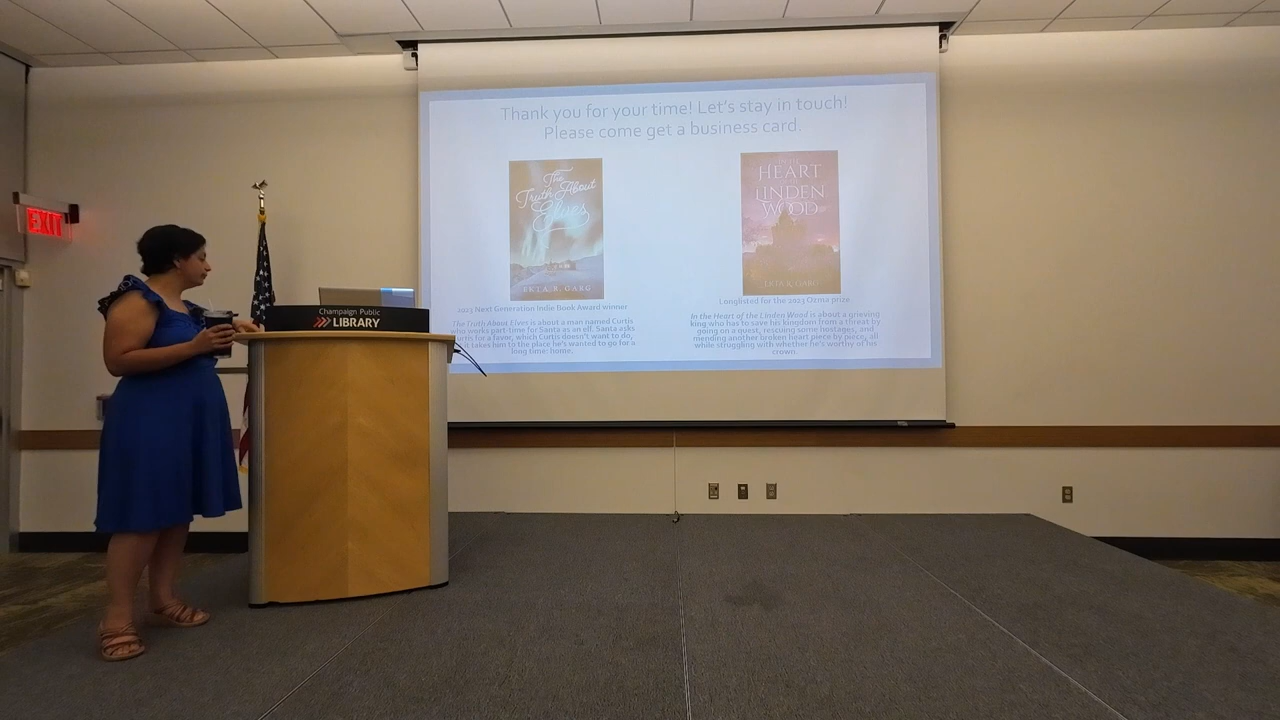 Thank you for your time! Let's stay in touch!
Please come get a business card.
The
Truth About
Elves
EKTA R. GARG
IN THE
HEART
OF THE
LINDEN
WOOD
EKTA R. GARG
2023 Next Generation Indie Book Award winner
The Truth About Elves is about a man named Curtis
who works part-time for Santa as an elf. Santa asks
Curtis for a favor, which Curtis doesn't want to do,
it takes him to the place he's wanted to go for a
long time: home.
Longlisted for the 2023 Ozma prize
In the Heart of the Linden Wood is about a grieving
king who has to save his kingdom from a threat by
going on a quest, rescuing some hostages, and
mending another broken heart piece by piece, all
while struggling with whether he's worthy of his
crown.
EXIT
Champaign Public
LIBRARY